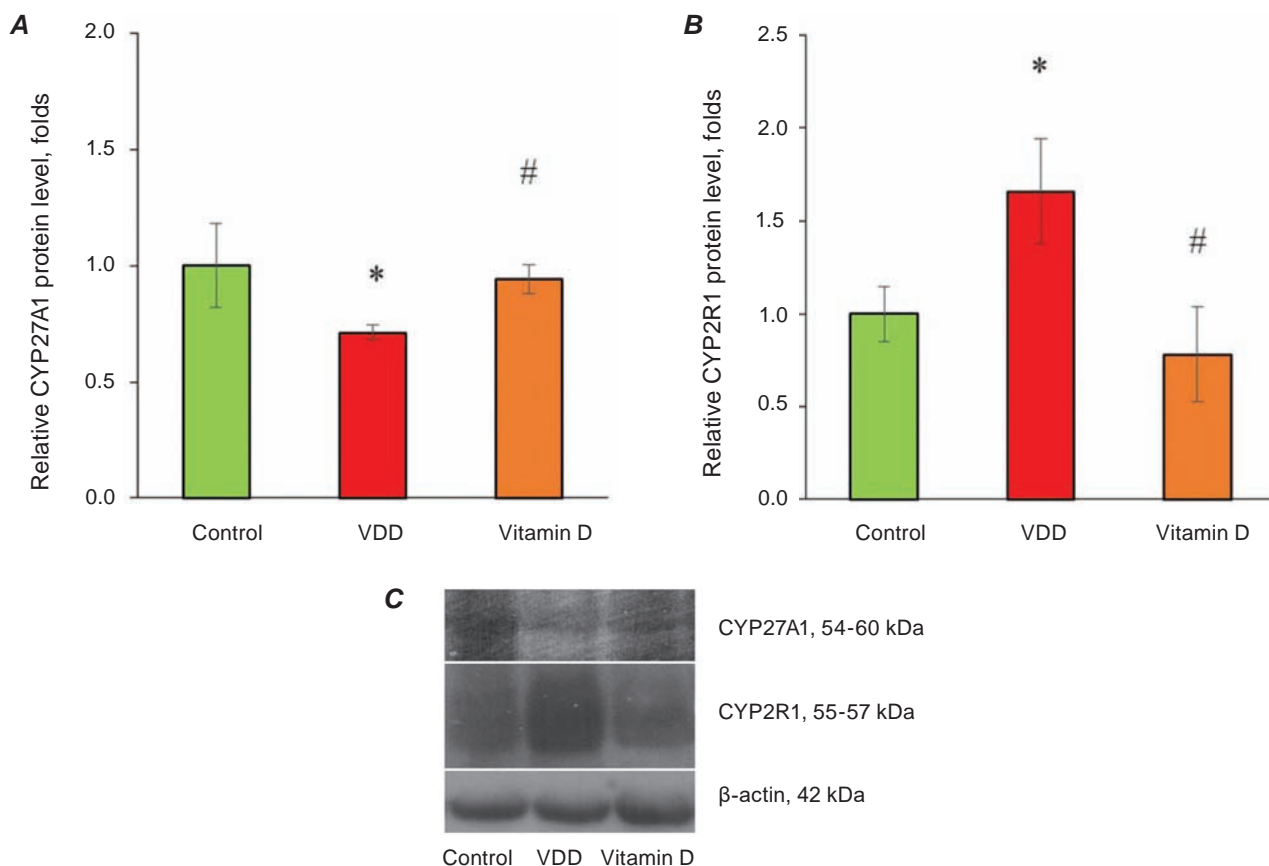 A
Relative CYP27A1 protein level, folds
2.0
1.5
1.0
0.5
0.0
*
#
Control VDD Vitamin D
B
Relative CYP2R1 protein level, folds
2.5
2.0
1.5
1.0
0.5
0.0
*
#
Control VDD Vitamin D
C
CYP27A1, 54-60 kDa
CYP2R1, 55-57 kDa
β-actin, 42 kDa
Control VDD Vitamin D